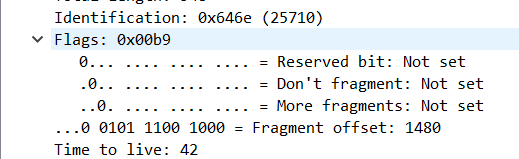 Identification: 0x646e (25710)
Flags: 0x00b9
0... .... .... .... = Reserved bit: Not set
.0.. .... .... .... = Don't fragment: Not set
..0. .... .... .... = More fragments: Not set
...0 0101 1100 1000 = Fragment offset: 1480
Time to live: 42